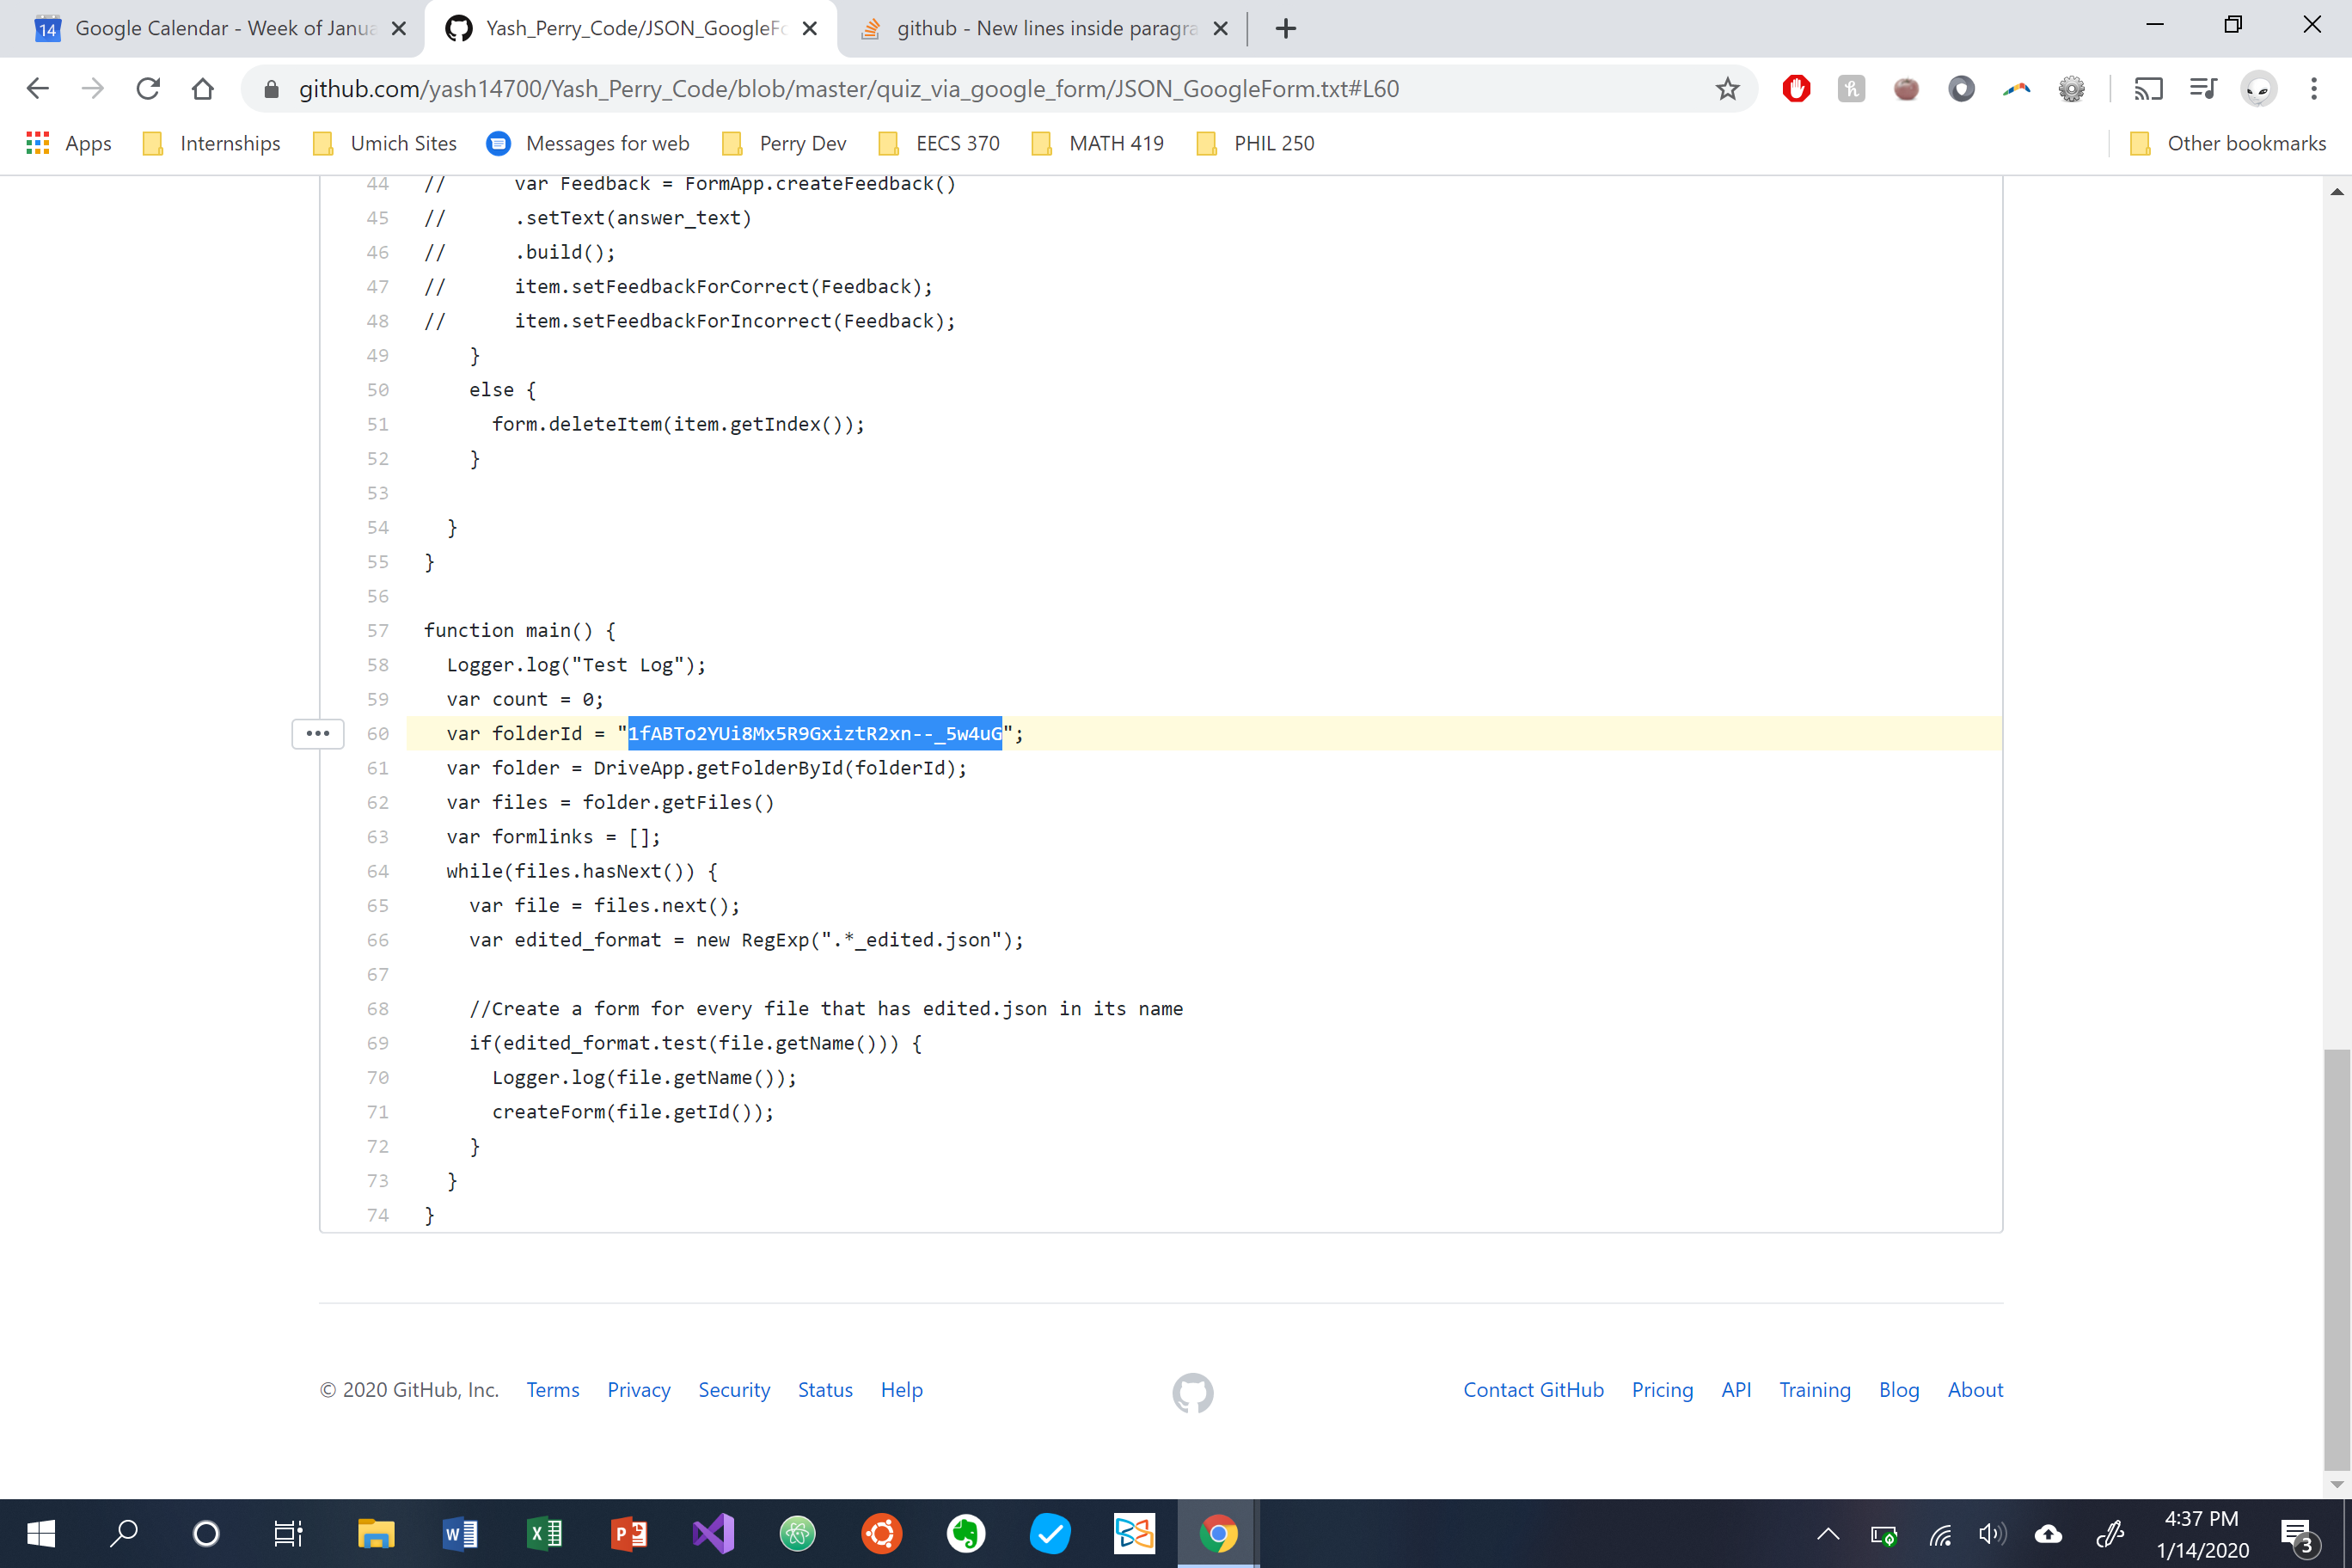 14 Google Calendar - Week of Janua
Yash_Perry_Code/JSON_GoogleFo
github - New lines inside paragra
github.com/yash14700/Yash_Perry_Code/blob/master/quiz_via_google_form/JSON_GoogleForm.txt#L60
Apps Internships Umich Sites Messages for web Perry Dev EECS 370 MATH 419 PHIL 250 Other bookmarks
44 // var Feedback = FormApp.createFeedback()
45 // .setText(answer_text)
46 // .build();
47 // item.setFeedbackForCorrect(Feedback);
48 // item.setFeedbackForIncorrect(Feedback);
49 }
50 else {
51 form.deleteItem(item.getIndex());
52 }
53
54 }
55 }
56
57 function main() {
58 Logger.log("Test Log");
59 var count = 0;
60 var folderId = "1fABTo2YUi8Mx5R9GxiztR2xn--_5w4uG";
61 var folder = DriveApp.getFolderById(folderId);
62 var files = folder.getFiles()
63 var formlinks = [];
64 while(files.hasNext()) {
65 var file = files.next();
66 var edited_format = new RegExp(".*_edited.json");
67
68 //Create a form for every file that has edited.json in its name
69 if(edited_format.test(file.getName())) {
70 Logger.log(file.getName());
71 createForm(file.getId());
72 }
73 }
74 }
© 2020 GitHub, Inc. Terms Privacy Security Status Help Contact GitHub Pricing API Training Blog About
4:37 PM
1/14/2020
3